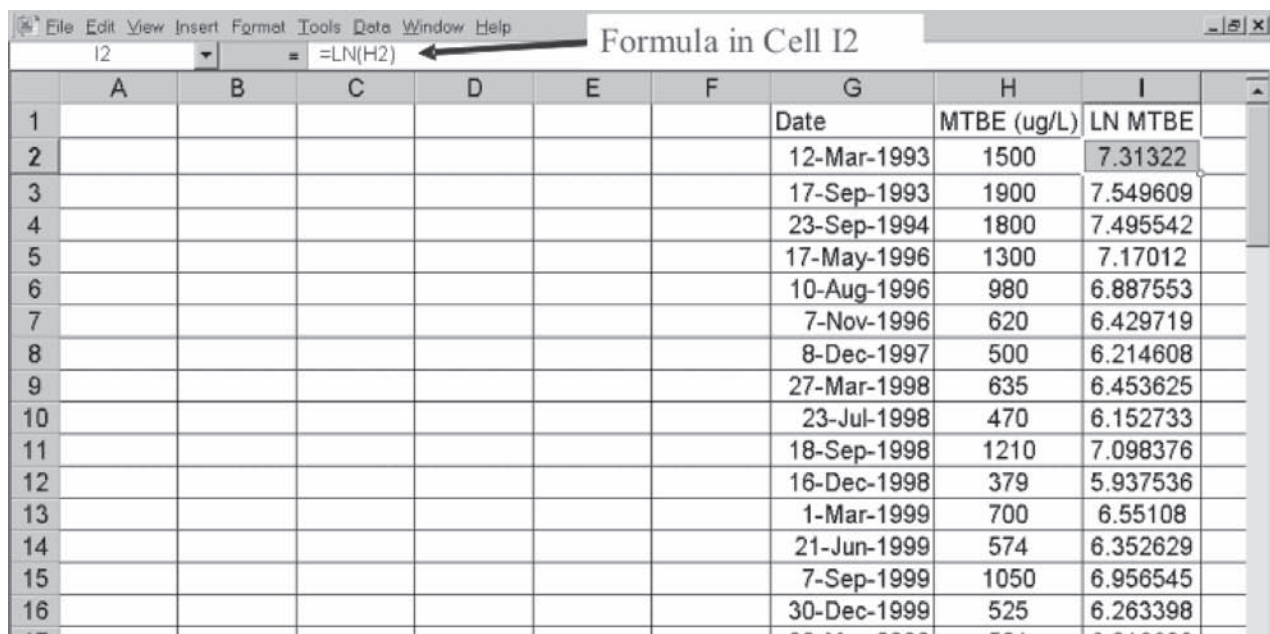 File Edit View Insert Format Tools Data Window Help
Formula in Cell I2
I2 = =LN(H2)
A B C D E F G H I
1 Date MTBE (ug/L) LN MTBE
2 12-Mar-1993 1500 7.31322
3 17-Sep-1993 1900 7.549609
4 23-Sep-1994 1800 7.495542
5 17-May-1996 1300 7.17012
6 10-Aug-1996 980 6.887553
7 7-Nov-1996 620 6.429719
8 8-Dec-1997 500 6.214608
9 27-Mar-1998 635 6.453625
10 23-Jul-1998 470 6.152733
11 18-Sep-1998 1210 7.098376
12 16-Dec-1998 379 5.937536
13 1-Mar-1999 700 6.55108
14 21-Jun-1999 574 6.352629
15 7-Sep-1999 1050 6.956545
16 30-Dec-1999 525 6.263398